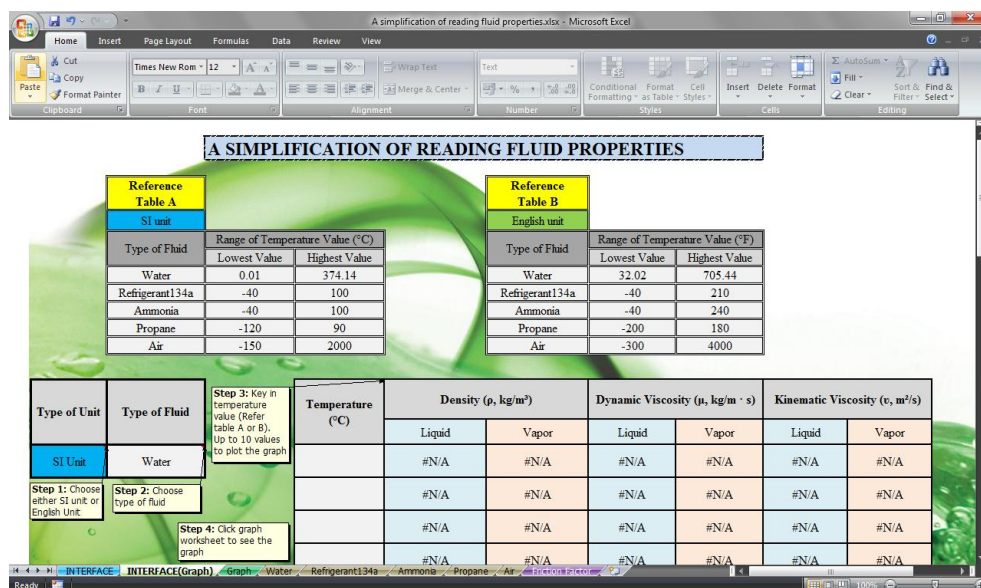 A simplification of reading fluid properties.xlsx - Microsoft Excel
Home Insert Page Layout Formulas Data Review View
Cut
Copy
Format Painter
Paste
Times New Rom 12
Wrap Text
Merge & Center
Text
Conditional Formatting
Format as Table
Cell Styles
Insert Delete Format
AutoSum
Fill
Clear
Sort & Filter
Find & Select
Clipboard Font Alignment Number Styles Cells Editing
A SIMPLIFICATION OF READING FLUID PROPERTIES
Reference
Table A
SI unit
Type of Fluid Range of Temperature Value (°C)
Lowest Value Highest Value
Water 0.01 374.14
Refrigerant134a -40 100
Ammonia -40 100
Propane -120 90
Air -150 2000
Reference
Table B
English unit
Type of Fluid Range of Temperature Value (°F)
Lowest Value Highest Value
Water 32.02 705.44
Refrigerant134a -40 210
Ammonia -40 240
Propane -200 180
Air -300 4000
Type of Unit Type of Fluid
SI Unit Water
Step 1: Choose
either SI unit or
English Unit
Step 2: Choose
type of fluid
Step 3: Key in
temperature
value (Refer
table A or B).
Up to 10 values
to plot the graph
Step 4: Click graph
worksheet to see the
graph
Temperature
(°C)
Density (ρ, kg/m³) Dynamic Viscosity (μ, kg/m · s) Kinematic Viscosity (υ, m²/s)
Liquid Vapor Liquid Vapor Liquid Vapor
#N/A #N/A #N/A #N/A #N/A #N/A
#N/A #N/A #N/A #N/A #N/A #N/A
#N/A #N/A #N/A #N/A #N/A #N/A
#N/A #N/A #N/A #N/A #N/A #N/A
INTERFACE INTERFACE(Graph) Graph Water Refrigerant134a Ammonia Propane Air Friction Factor
Ready 100%